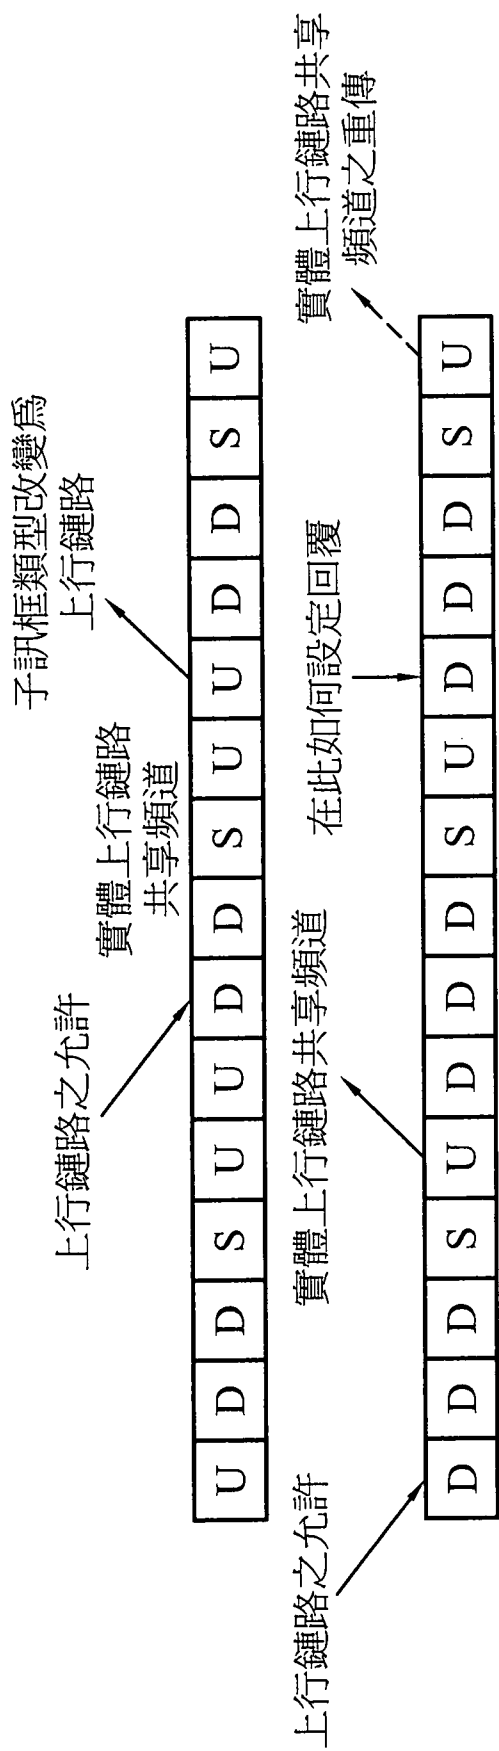 上行鏈路之允許
實體上行鏈路
共享頻道
子訊框類型改變為
上行鏈路
U D D S U U D D S U U D D S U
上行鏈路之允許
實體上行鏈路共享頻道
在此如何設定回覆
實體上行鏈路共享
頻道之重傳
D D D S U D D D S U D D D S U